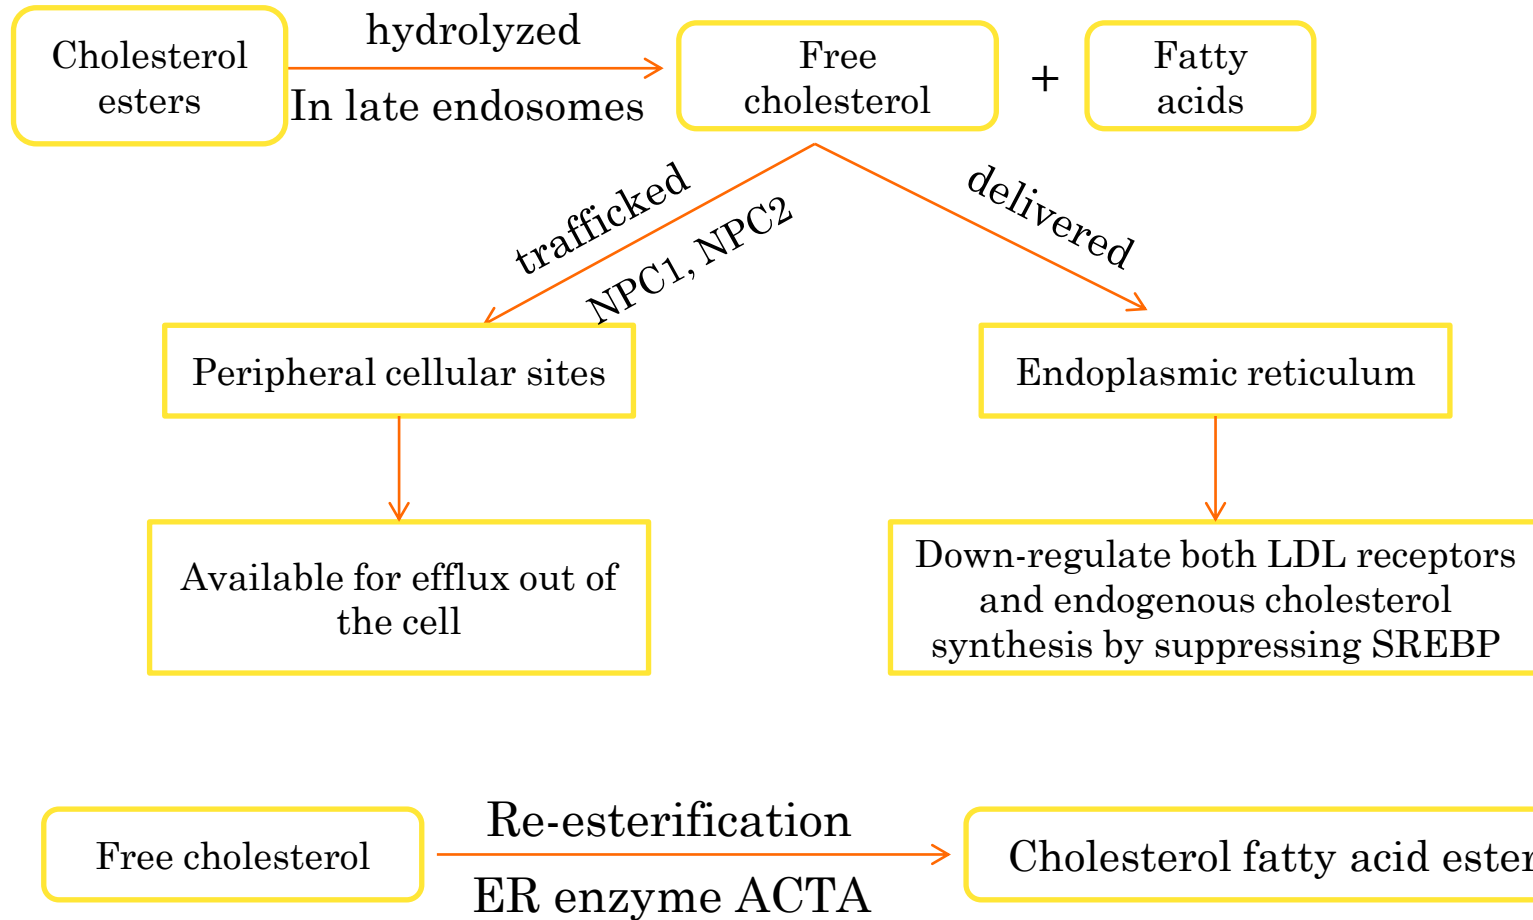 Cholesterol
esters
hydrolyzed
In late endosomes
Free
cholesterol
+
Fatty
acids
trafficked
NPC1, NPC2
delivered
Peripheral cellular sites
Endoplasmic reticulum
Available for efflux out of
the cell
Down-regulate both LDL receptors
and endogenous cholesterol
synthesis by suppressing SREBP
Free cholesterol
Re-esterification
ER enzyme ACTA
Cholesterol fatty acid ester